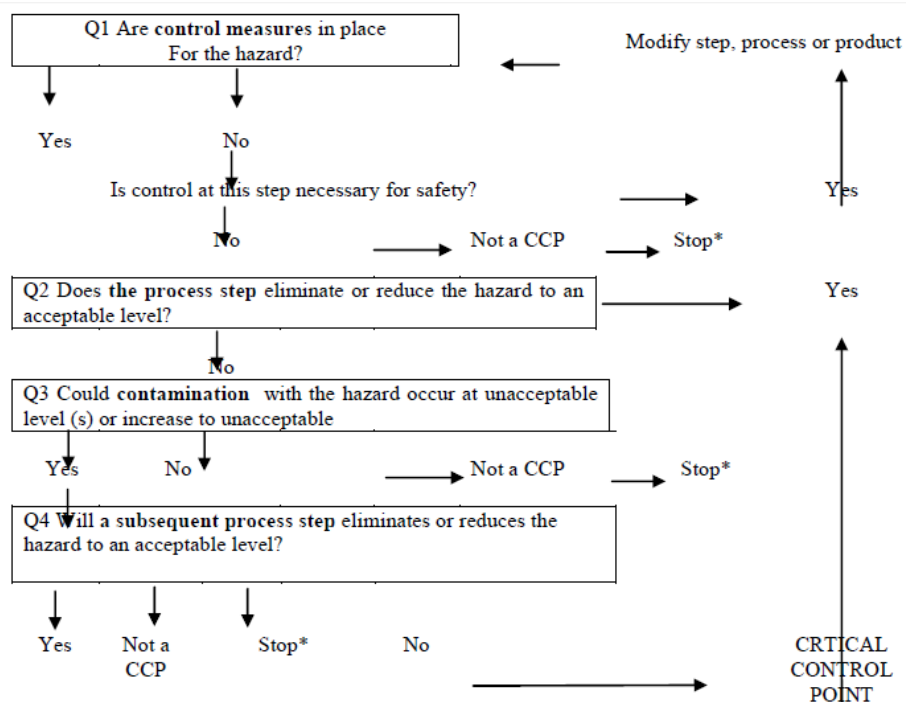 Q1 Are control measures in place
For the hazard?
Modify step, process or product
Yes
No
Is control at this step necessary for safety?
Yes
No
Not a CCP
Stop*
Q2 Does the process step eliminate or reduce the hazard to an
acceptable level?
Yes
No
Q3 Could contamination with the hazard occur at unacceptable
level (s) or increase to unacceptable
Yes
No
Not a CCP
Stop*
Q4 Will a subsequent process step eliminates or reduces the
hazard to an acceptable level?
Yes
Not a
CCP
Stop*
No
CRTICAL
CONTROL
POINT